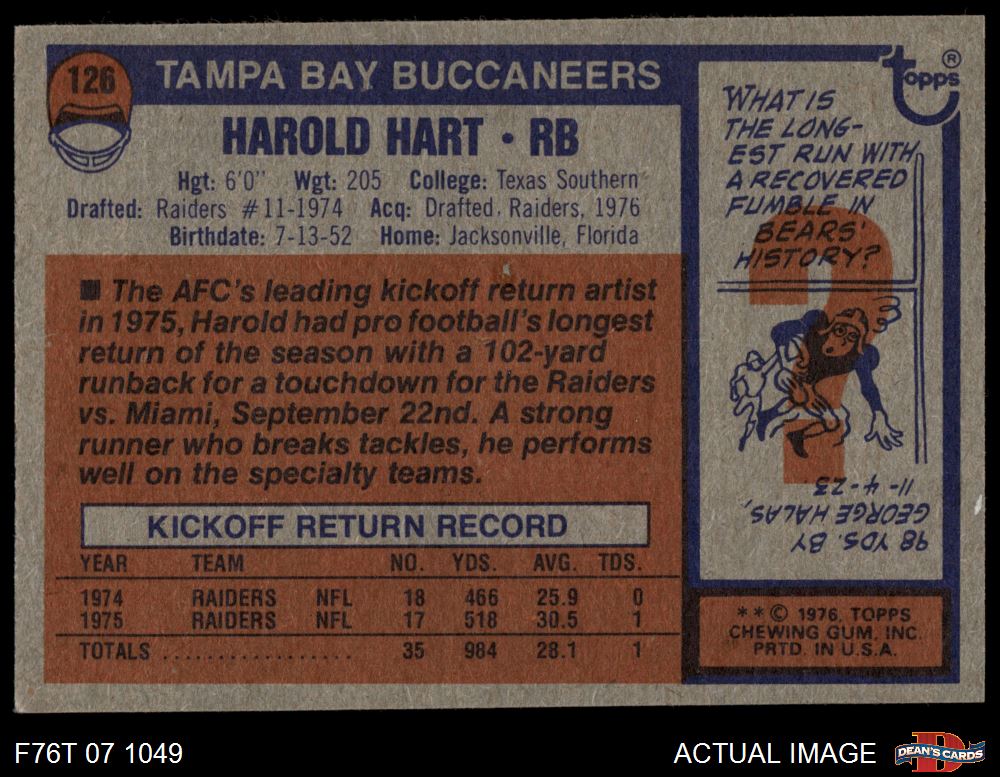 126
TAMPA BAY BUCCANEERS
HAROLD HART • RB
Hgt: 6'0" Wgt: 205 College: Texas Southern
Drafted: Raiders #11-1974 Acq: Drafted, Raiders, 1976
Birthdate: 7-13-52 Home: Jacksonville, Florida
■ The AFC's leading kickoff return artist
in 1975, Harold had pro football's longest
return of the season with a 102-yard
runback for a touchdown for the Raiders
vs. Miami, September 22nd. A strong
runner who breaks tackles, he performs
well on the specialty teams.
KICKOFF RETURN RECORD
YEAR TEAM NO. YDS. AVG. TDS.
1974 RAIDERS NFL 18 466 25.9 0
1975 RAIDERS NFL 17 518 30.5 1
TOTALS .................. 35 984 28.1 1
Topps®
WHAT IS
THE LONG-
EST RUN WITH
A RECOVERED
FUMBLE IN
BEARS'
HISTORY?
?
98 YDS. BY
GEORGE HALAS,
11-4-23.
**© 1976, TOPPS
CHEWING GUM, INC.
PRTD. IN U.S.A.
F76T 07 1049
ACTUAL IMAGE
D
DEAN'S CARDS